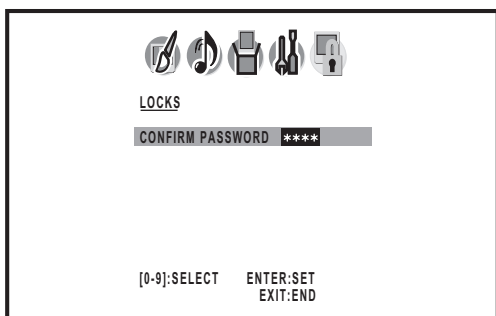 LOCKS
CONFIRM PASSWORD ****
[0-9]:SELECT ENTER:SET
EXIT:END